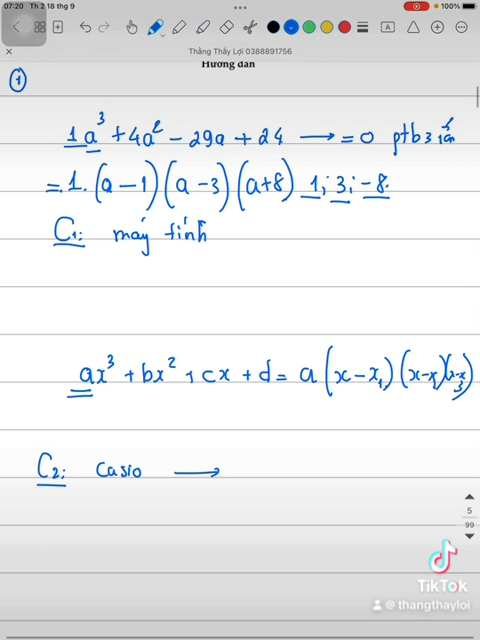 07:20 Th 2 18 thg 9
100%
Thằng Thầy Lợi 0388891756
Hướng dẫn
①
1a³ + 4a² − 29a + 24 → = 0 ptb3 ẩn
= 1. (a − 1) (a − 3) (a + 8) 1; 3; −8.
C1: máy tính
ax³ + bx² + cx + d = a (x − x₁) (x − x₂)(x − x₃)
C2: Casio →
5
99
TikTok
@ thangthayloi